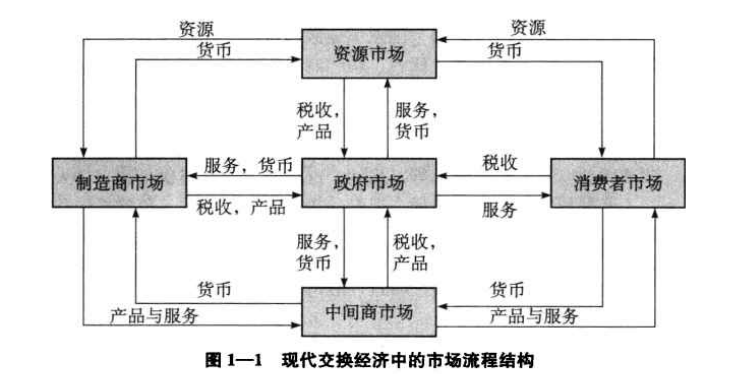 资源
资源
货币
资源市场
货币
税收，
产品
服务，
货币
服务，货币
税收
制造商市场
政府市场
消费者市场
税收，产品
服务
服务，
货币
税收，
产品
货币
货币
产品与服务
中间商市场
产品与服务
图 1—1 现代交换经济中的市场流程结构